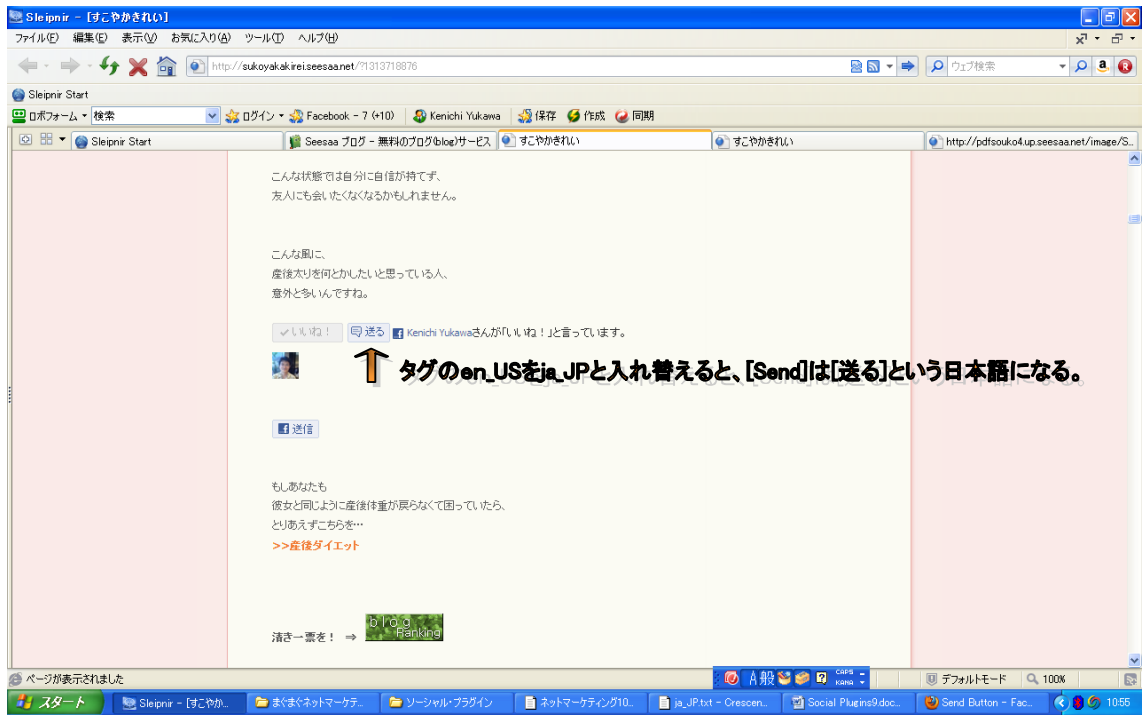 Sleipnir - [すこやかきれい]
ファイル(F) 編集(E) 表示(V) お気に入り(A) ツール(T) ヘルプ(H)
http://sukoyakakirei.seesaa.net/?1313718876
ウェブ検索
Sleipnir Start
ロボフォーム 検索 ログイン Facebook - 7 (+10) Kenichi Yukawa 保存 作成 同期
Sleipnir Start Seesaa ブログ - 無料のブログ(blog)サービス すこやかきれい すこやかきれい http://pdfsouko4.up.seesaa.net/image/S...
こんな状態では自分に自信が持てず、
友人にも会いたくなくなるかもしれません。
こんな風に、
産後太りを何とかしたいと思っている人、
意外と多いんですね。
いいね! 送る Kenichi Yukawaさんが「いいね!」と言っています。
タグのen_USをja_JPと入れ替えると、[Send]は[送る]という日本語になる。
送信
もしあなたも
彼女と同じように産後体重が戻らなくて困っていたら、
とりあえずこちらを…
>>産後ダイエット
清き一票を! ⇒ blog Ranking
ページが表示されました
A 般 CAPS KANA
デフォルトモード 100%
スタート Sleipnir - [すこやか... まぐまぐネットマーケテ... ソーシャル・プラグイン ネットマーケティング10... ja_JP.txt - Crescen... Social Plugins9.doc... Send Button - Fac... 10:55